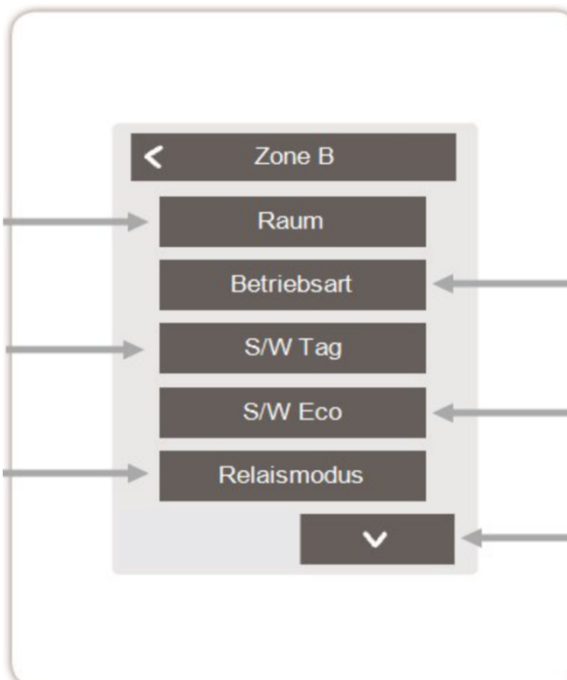 Zone B
Raum
Betriebsart
S/W Tag
S/W Eco
Relaismodus